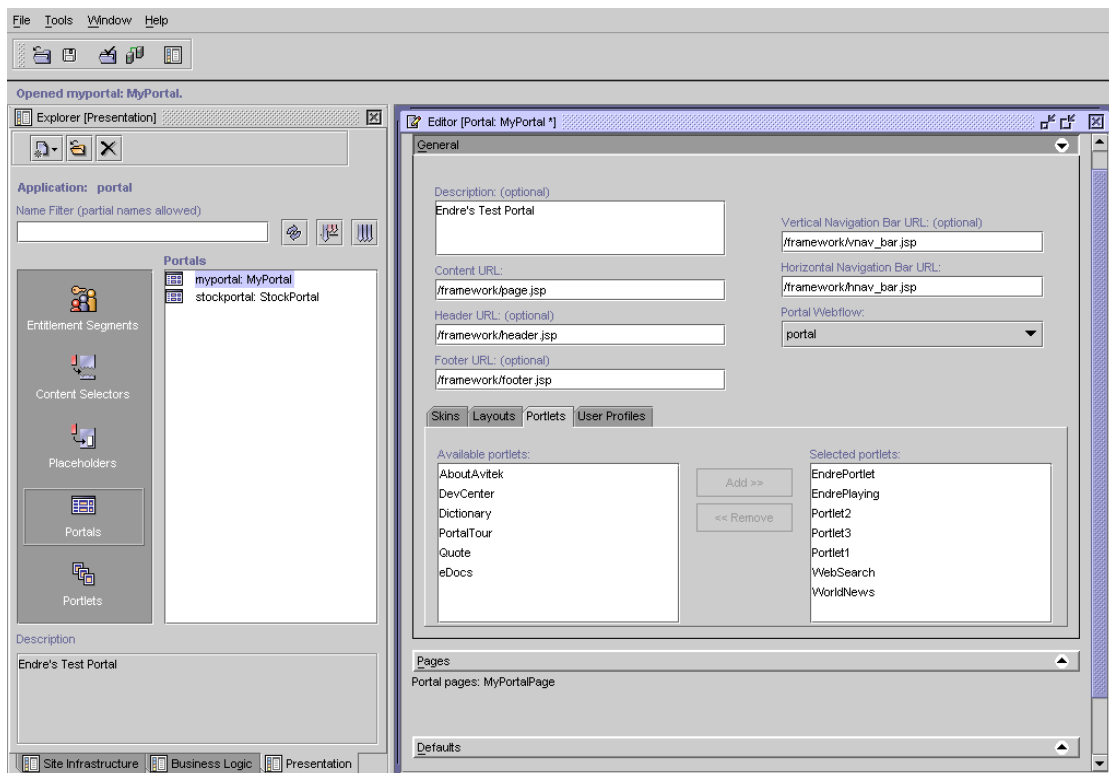 File Tools Window Help
Opened myportal: MyPortal.
Explorer [Presentation]
Application: portal
Name Filter (partial names allowed)
Portals
myportal: MyPortal
stockportal: StockPortal
Entitlement Segments
Content Selectors
Placeholders
Portals
Portlets
Description
Endre's Test Portal
Site Infrastructure Business Logic Presentation
Editor [Portal: MyPortal *]
General
Description: (optional)
Endre's Test Portal
Content URL:
/framework/page.jsp
Header URL: (optional)
/framework/header.jsp
Footer URL: (optional)
/framework/footer.jsp
Vertical Navigation Bar URL: (optional)
/framework/vnav_bar.jsp
Horizontal Navigation Bar URL:
/framework/hnav_bar.jsp
Portal Webflow:
portal
Skins Layouts Portlets User Profiles
Available portlets:
AboutAvitek
DevCenter
Dictionary
PortalTour
Quote
eDocs
Add >>
<< Remove
Selected portlets:
EndrePortlet
EndrePlaying
Portlet2
Portlet3
Portlet1
WebSearch
WorldNews
Pages
Portal pages: MyPortalPage
Defaults